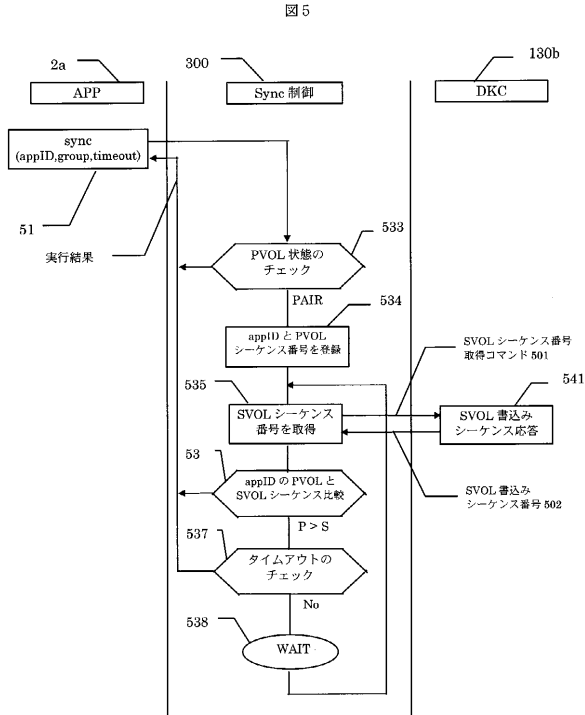 図5
2a
300
130b
APP
Sync 制御
DKC
sync
(appID,group,timeout)
51
実行結果
533
PVOL 状態の
チェック
PAIR
534
appID と PVOL
シーケンス番号を登録
SVOL シーケンス番号
取得コマンド 501
535
541
SVOL シーケンス
番号を取得
SVOL 書込み
シーケンス応答
53
appID の PVOL と
SVOL シーケンス比較
SVOL 書込み
シーケンス番号 502
P > S
537
タイムアウトの
チェック
No
538
WAIT